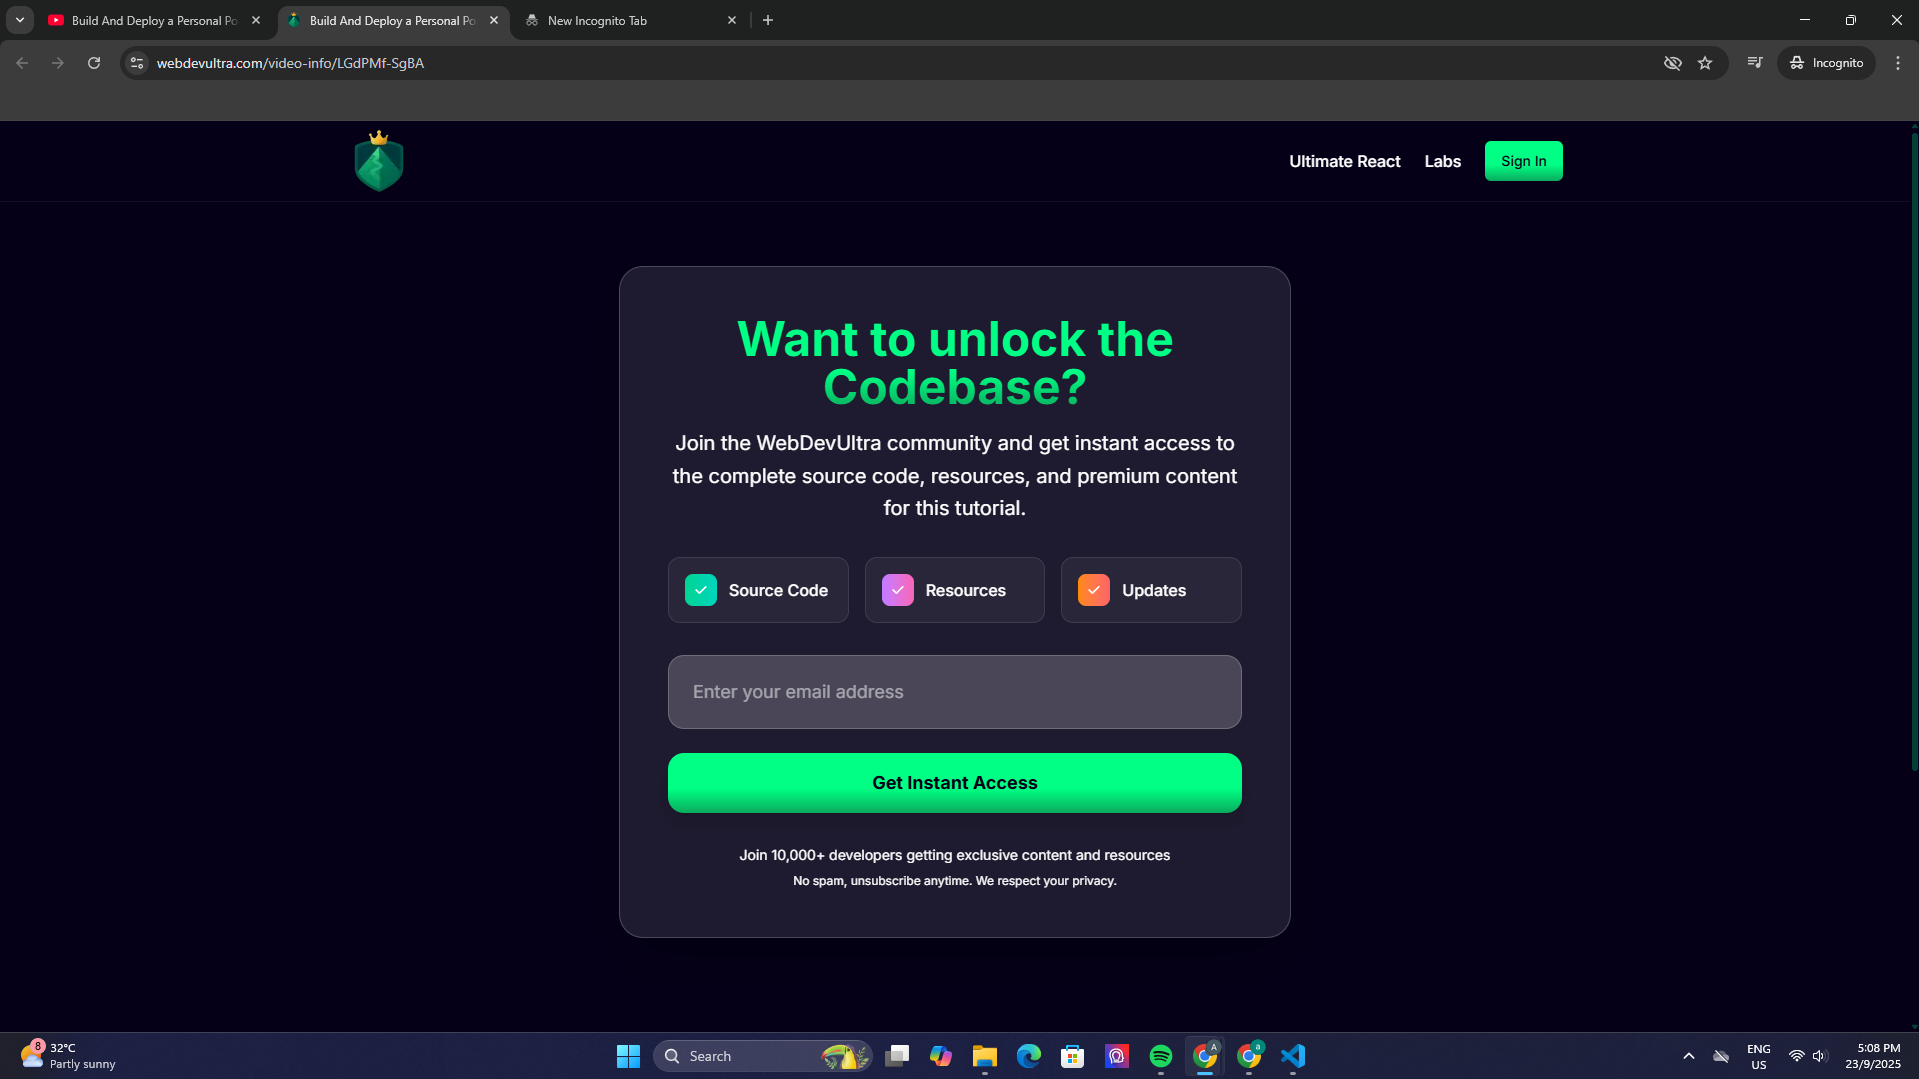 Build And Deploy a Personal Po
Build And Deploy a Personal Po
New Incognito Tab
webdevultra.com/video-info/LGdPMf-SgBA
Incognito
Ultimate React
Labs
Sign In
Want to unlock the
Codebase?
Join the WebDevUltra community and get instant access to
the complete source code, resources, and premium content
for this tutorial.
Source Code
Resources
Updates
Enter your email address
Get Instant Access
Join 10,000+ developers getting exclusive content and resources
No spam, unsubscribe anytime. We respect your privacy.
8
32°C
Partly sunny
Search
A
a
ENG
US
5:08 PM
23/9/2025